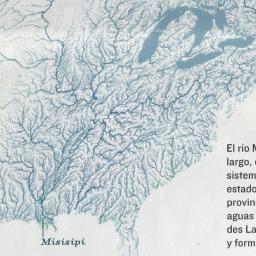 El río M
largo, 
sistem
estado
provin
aguas
des La
y form
Misisipi